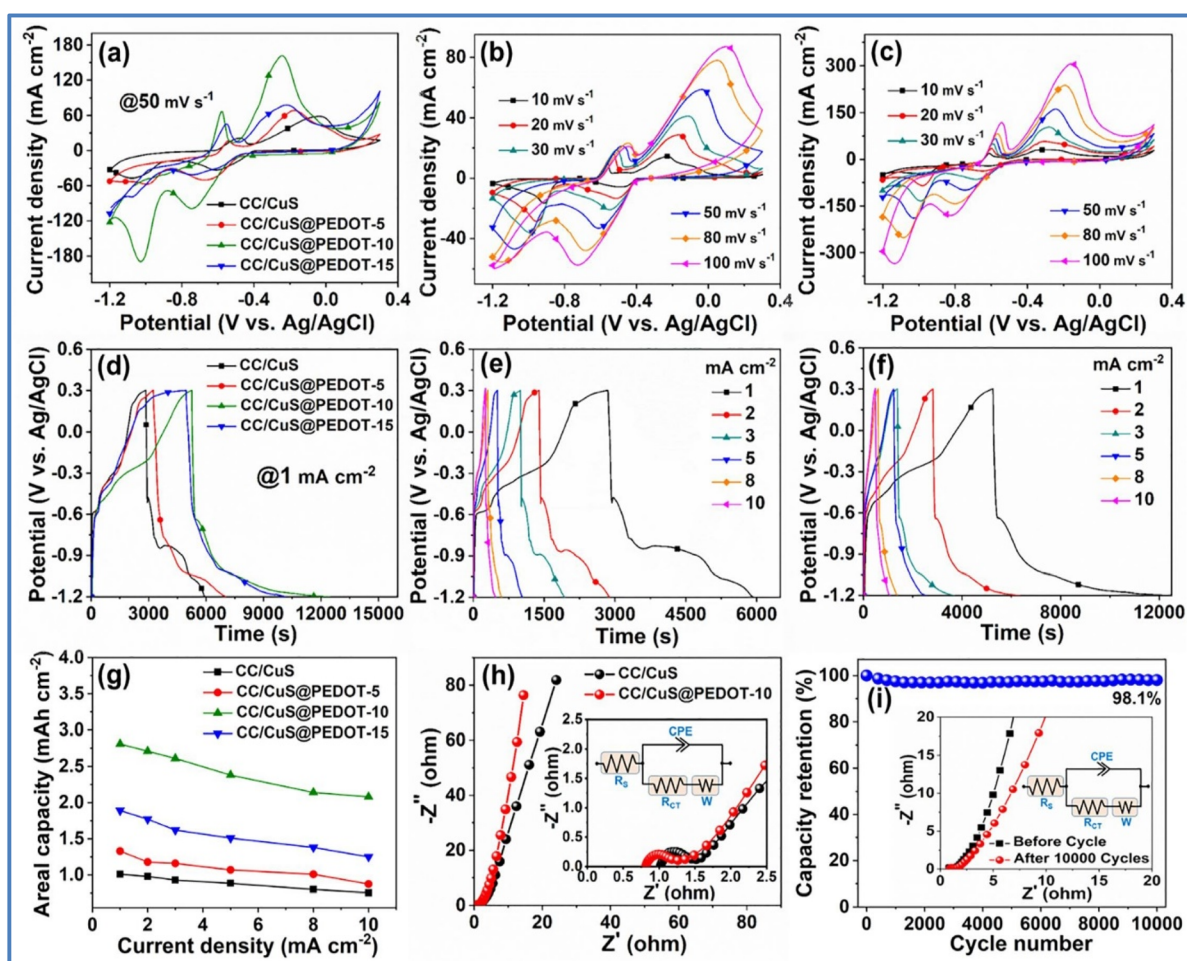 (a)
@50 mV s-1
CC/CuS
CC/CuS@PEDOT-5
CC/CuS@PEDOT-10
CC/CuS@PEDOT-15
180
120
60
0
-60
-120
-180
Current density (mA cm-2)
-1.2 -0.8 -0.4 0.0 0.4
Potential (V vs. Ag/AgCl)
(b)
10 mV s-1
20 mV s-1
30 mV s-1
50 mV s-1
80 mV s-1
100 mV s-1
80
40
0
-40
Current density (mA cm-2)
-1.2 -0.8 -0.4 0.0 0.4
Potential (V vs. Ag/AgCl)
(c)
10 mV s-1
20 mV s-1
30 mV s-1
50 mV s-1
80 mV s-1
100 mV s-1
300
150
0
-150
-300
Current density (mA cm-2)
-1.2 -0.8 -0.4 0.0 0.4
Potential (V vs. Ag/AgCl)
(d)
CC/CuS
CC/CuS@PEDOT-5
CC/CuS@PEDOT-10
CC/CuS@PEDOT-15
@1 mA cm-2
0.6
0.3
0.0
-0.3
-0.6
-0.9
-1.2
Potential (V vs. Ag/AgCl)
0 3000 6000 9000 12000 15000
Time (s)
(e)
mA cm-2
1
2
3
5
8
10
0.6
0.3
0.0
-0.3
-0.6
-0.9
-1.2
Potential (V vs. Ag/AgCl)
0 1500 3000 4500 6000
Time (s)
(f)
mA cm-2
1
2
3
5
8
10
0.6
0.3
0.0
-0.3
-0.6
-0.9
-1.2
Potential (V vs. Ag/AgCl)
0 4000 8000 12000
Time (s)
(g)
CC/CuS
CC/CuS@PEDOT-5
CC/CuS@PEDOT-10
CC/CuS@PEDOT-15
4.0
3.5
3.0
2.5
2.0
1.5
1.0
Areal capacity (mAh cm-2)
0 2 4 6 8 10
Current density (mA cm-2)
(h)
CC/CuS
CC/CuS@PEDOT-10
80
60
40
20
0
-Z'' (ohm)
0 20 40 60 80
Z' (ohm)
2.5
2.0
1.5
1.0
0.5
0.0
-Z'' (ohm)
CPE
RS
RCT
W
0.0 0.5 1.0 1.5 2.0 2.5
Z' (ohm)
(i)
98.1%
100
80
60
40
20
0
Capacity retention (%)
0 2000 4000 6000 8000 10000
Cycle number
20
15
10
5
0
-Z'' (ohm)
CPE
RS
RCT
W
Before Cycle
After 10000 Cycles
0 5 10 15 20
Z' (ohm)